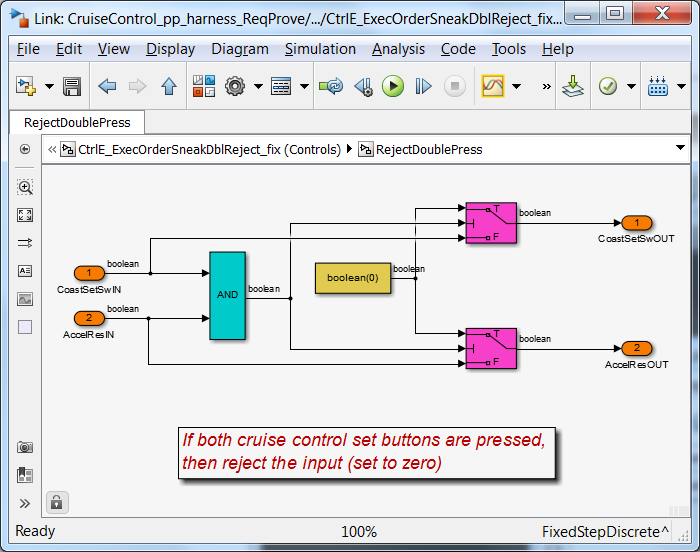 Link: CruiseControl_pp_harness_ReqProve/.../CtrlE_ExecOrderSneakDblReject_fix...
File Edit View Display Diagram Simulation Analysis Code Tools Help
»
RejectDoublePress
« CtrlE_ExecOrderSneakDblReject_fix (Controls) RejectDoublePress
T
boolean
F
1
CoastSetSwOUT
1
boolean
CoastSetSwIN
AND
boolean
boolean(0)
boolean
2
boolean
AccelResIN
T
boolean
F
2
AccelResOUT
If both cruise control set buttons are pressed,
then reject the input (set to zero)
»
Ready 100% FixedStepDiscrete^